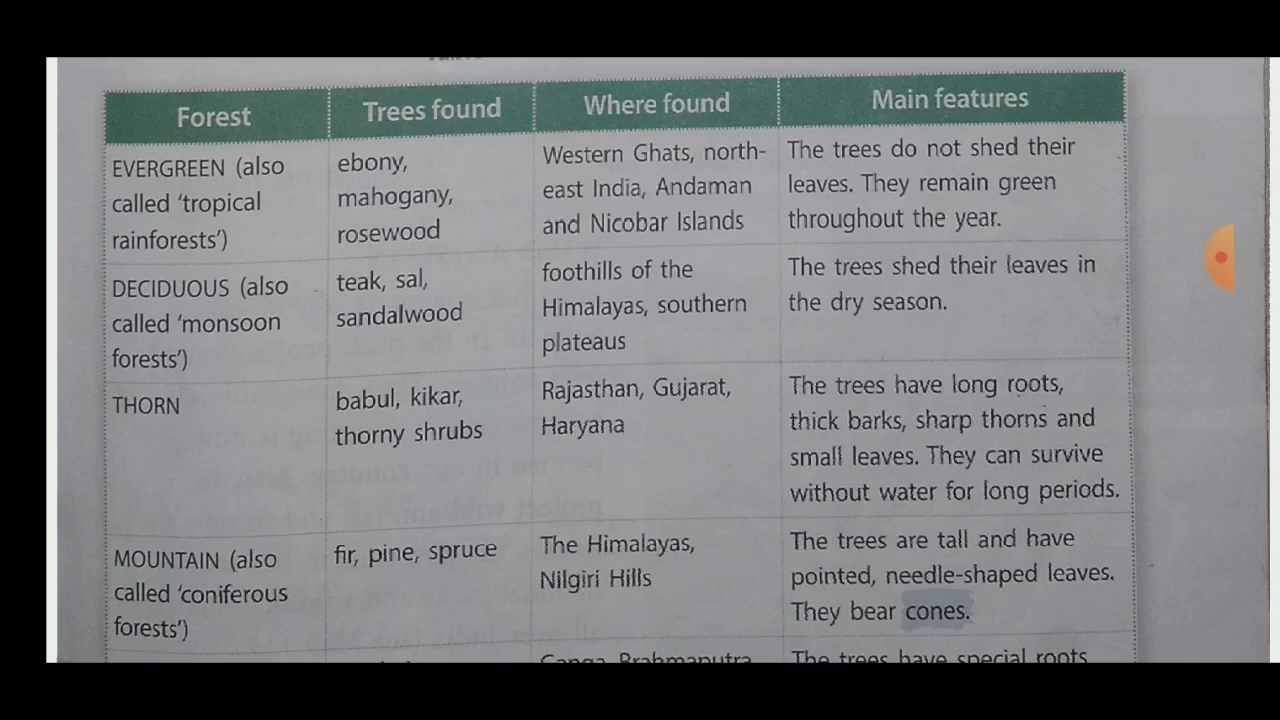 Forest
Trees found
Where found
Main features
EVERGREEN (also
called 'tropical
rainforests')
ebony,
mahogany,
rosewood
Western Ghats, north-
east India, Andaman
and Nicobar Islands
The trees do not shed their
leaves. They remain green
throughout the year.
DECIDUOUS (also
called 'monsoon
forests')
teak, sal,
sandalwood
foothills of the
Himalayas, southern
plateaus
The trees shed their leaves in
the dry season.
THORN
babul, kikar,
thorny shrubs
Rajasthan, Gujarat,
Haryana
The trees have long roots,
thick barks, sharp thorns and
small leaves. They can survive
without water for long periods.
MOUNTAIN (also
called 'coniferous
forests')
fir, pine, spruce
The Himalayas,
Nilgiri Hills
The trees are tall and have
pointed, needle-shaped leaves.
They bear cones.
Ganga Brahmaputra
The trees have special roots